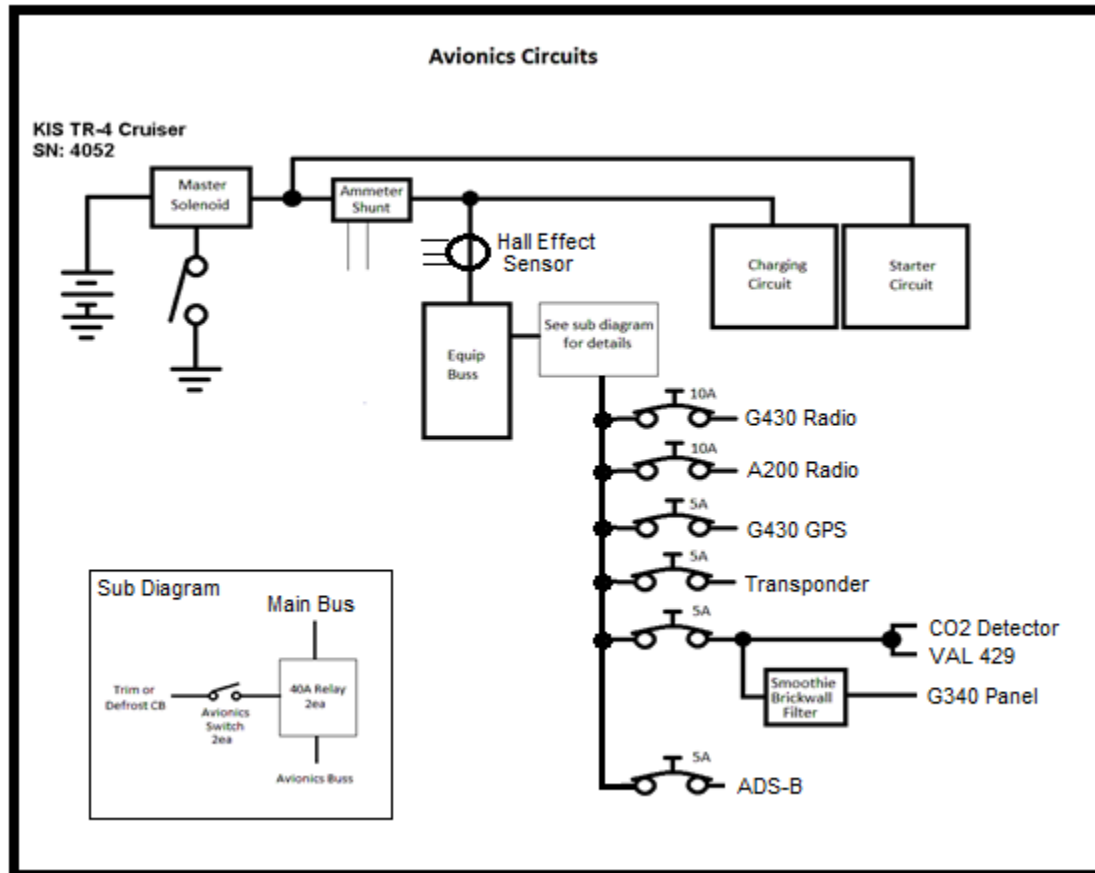 Avionics Circuits
KIS TR-4 Cruiser
SN: 4052
Master
Solenoid
Ammeter
Shunt
Hall Effect
Sensor
Charging
Circuit
Starter
Circuit
Equip
Buss
See sub diagram
for details
10A
G430 Radio
10A
A200 Radio
5A
G430 GPS
5A
Transponder
5A
CO2 Detector
VAL 429
Smoothie
Brickwall
Filter
G340 Panel
5A
ADS-B
Sub Diagram
Main Bus
Trim or
Defrost CB
Avionics
Switch
2ea
40A Relay
2ea
Avionics Buss